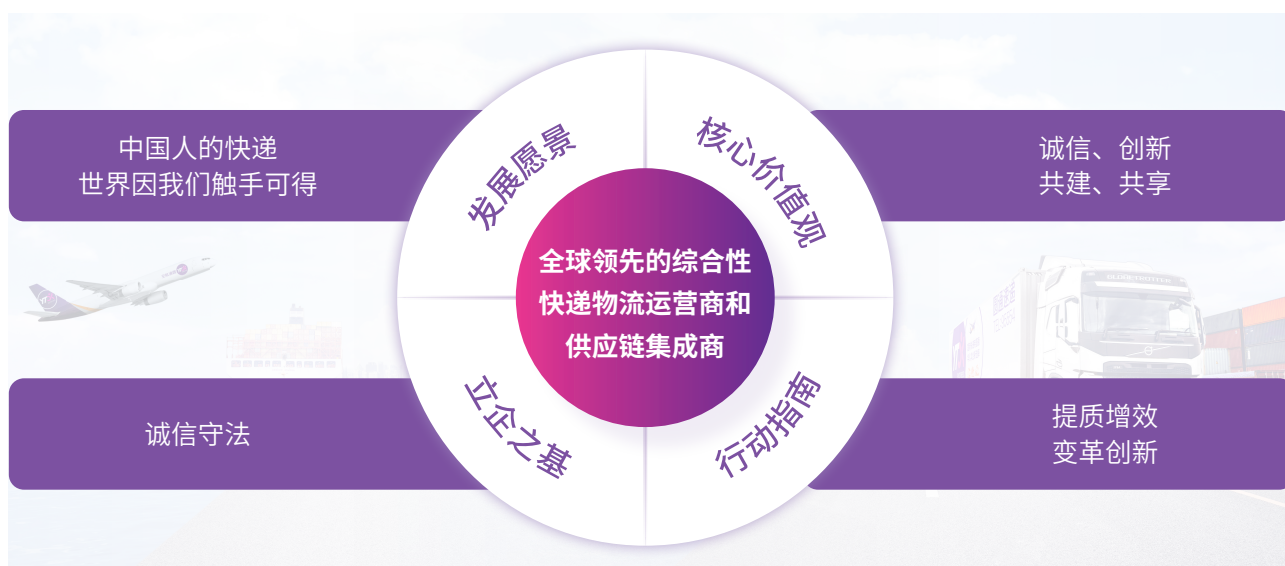 发展愿景
中国人的快递
世界因我们触手可得
核心价值观
诚信、创新
共建、共享
全球领先的综合性
快递物流运营商和
供应链集成商
立企之基
诚信守法
行动指南
提质增效
变革创新